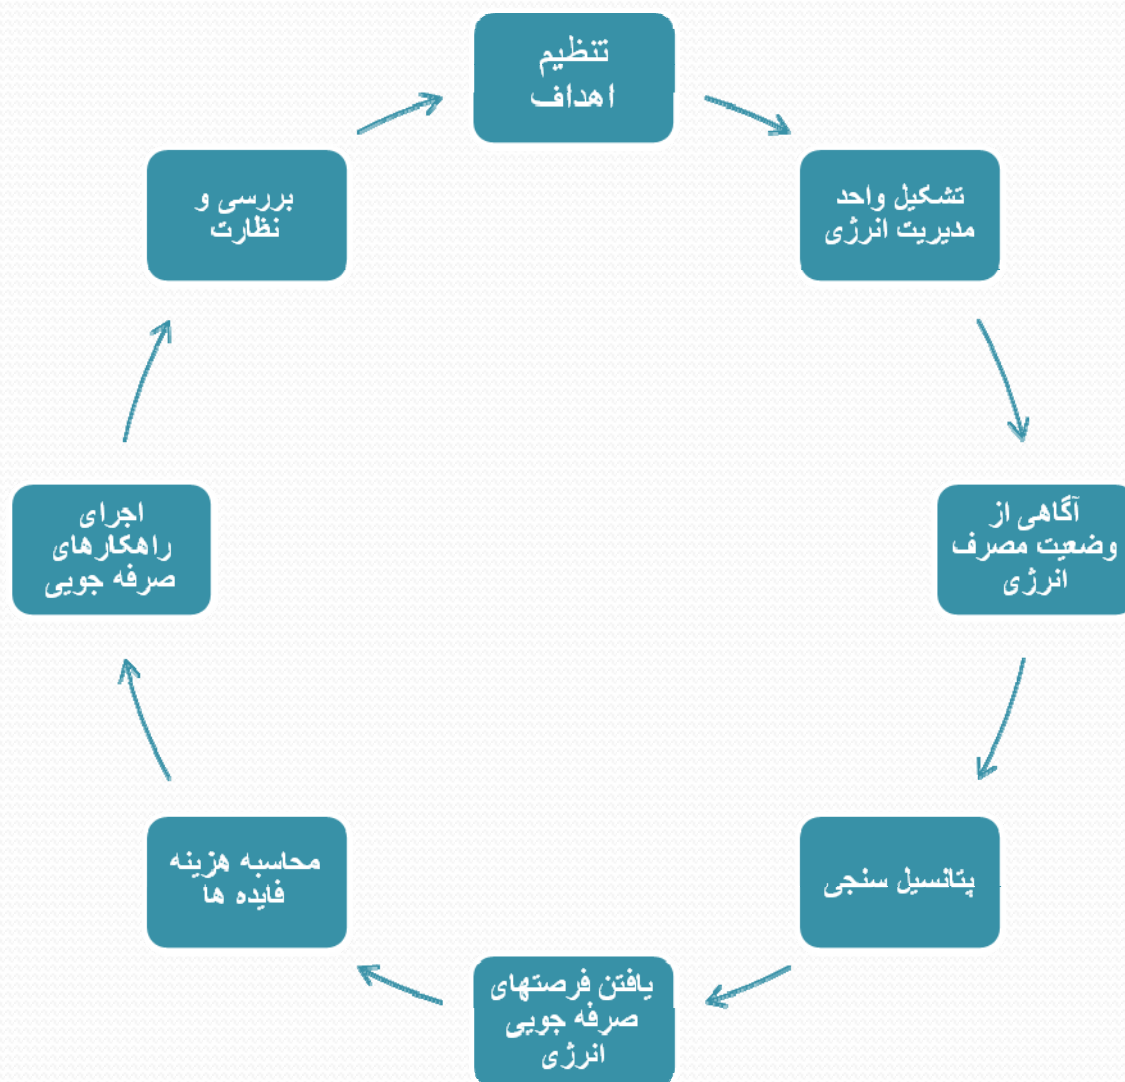 تنظیم
اهداف
تشکیل واحد
مدیریت انرژی
آگاهی از
وضعیت مصرف
انرژی
پتانسیل سنجی
یافتن فرصتهای
صرفه جویی
انرژی
محاسبه هزینه
فایده ها
اجرای
راهکارهای
صرفه جویی
بررسی و
نظارت